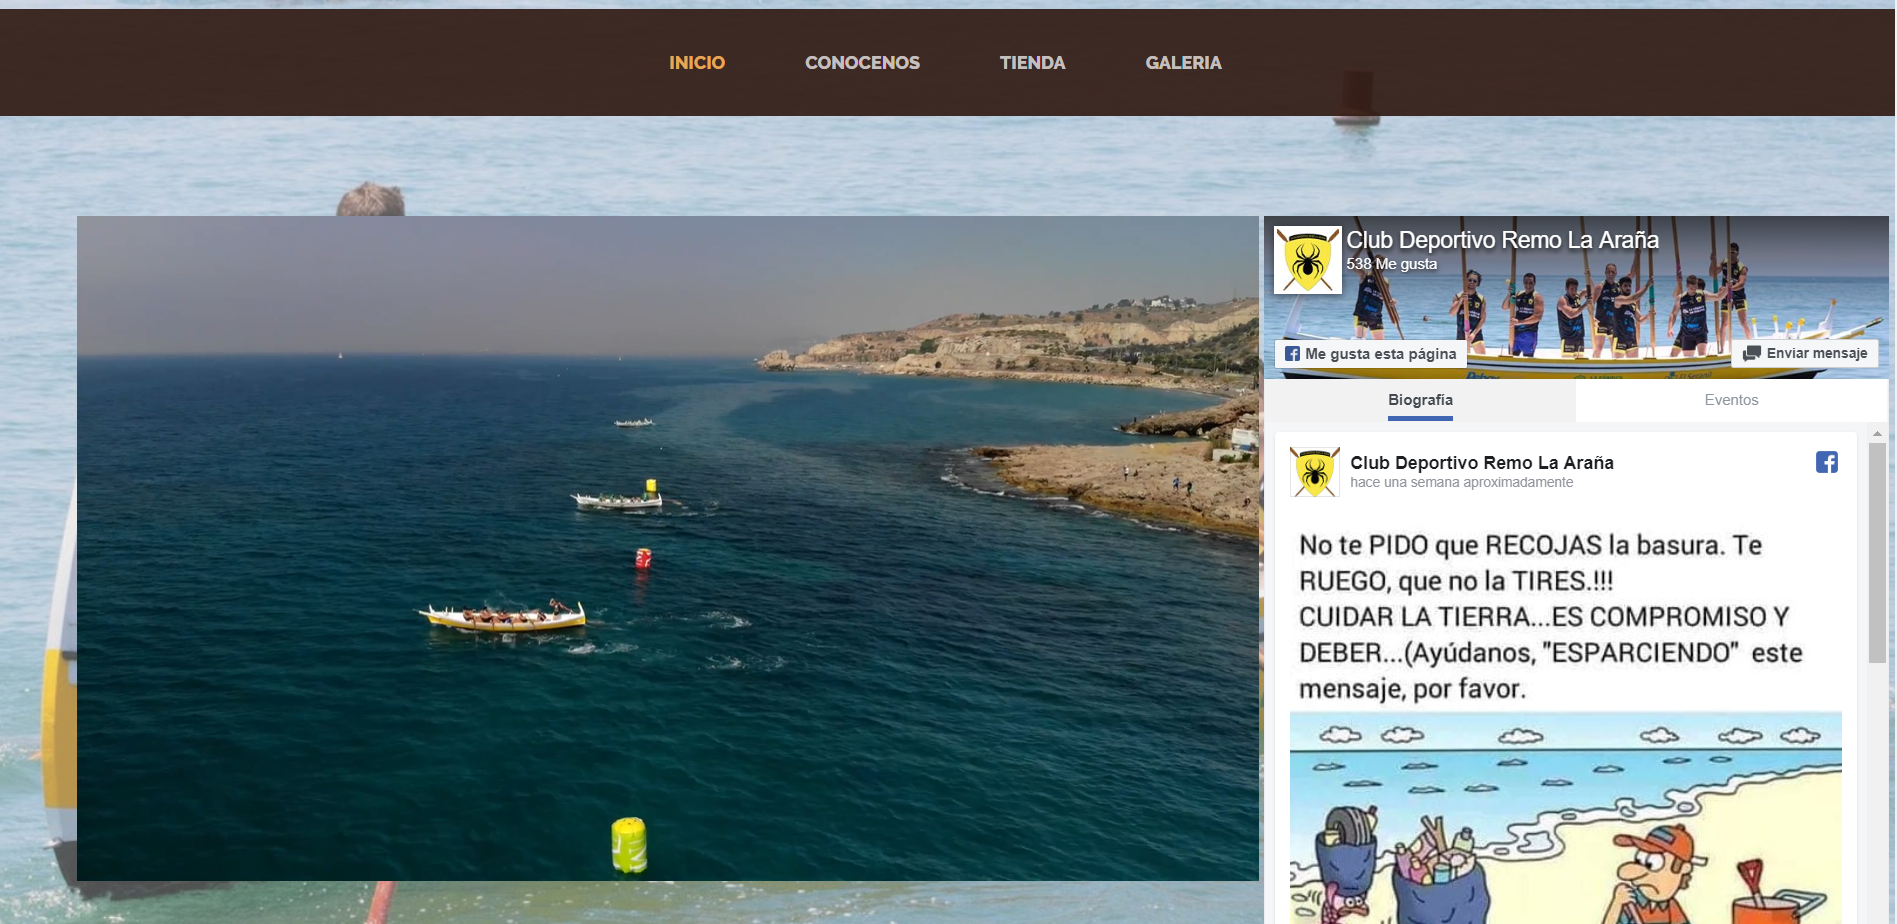 INICIO CONOCENOS TIENDA GALERIA
Club Deportivo Remo La Araña
538 Me gusta
Me gusta esta página
Enviar mensaje
Biografía Eventos
Club Deportivo Remo La Araña
hace una semana aproximadamente
No te PIDO que RECOJAS la basura. Te
RUEGO, que no la TIRES.!!!
CUIDAR LA TIERRA...ES COMPROMISO Y
DEBER...(Ayúdanos, "ESPARCIENDO" este
mensaje, por favor.